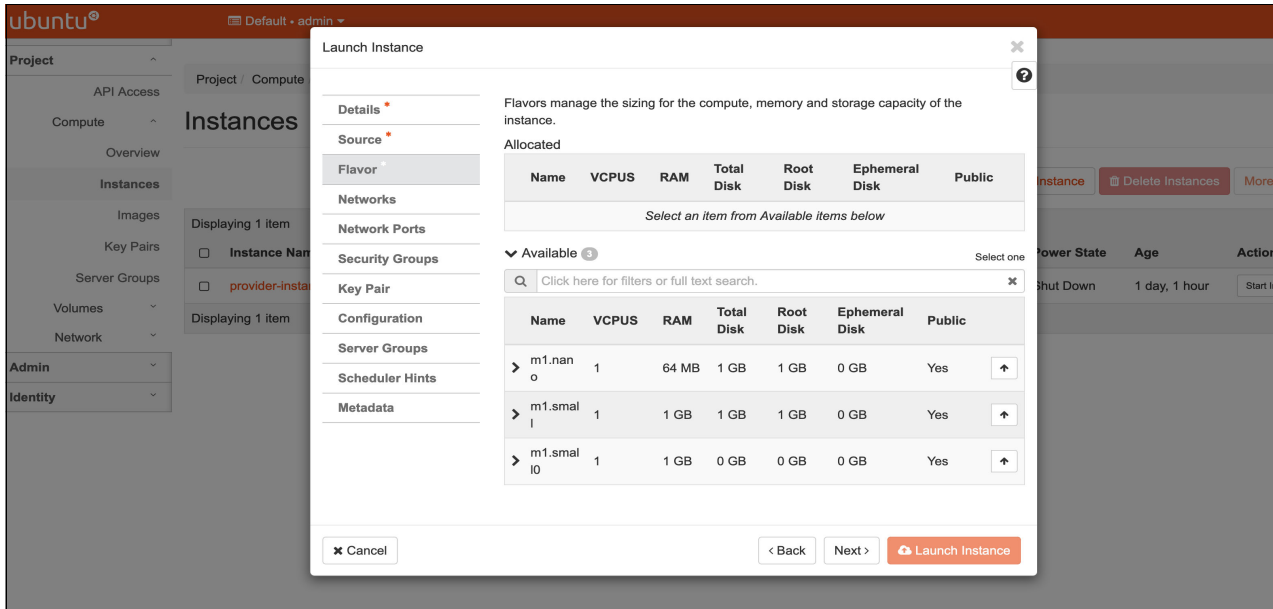 ubuntu®
Default • admin
Project
API Access
Compute
Overview
Instances
Images
Key Pairs
Server Groups
Volumes
Network
Admin
Identity
Project / Compute
Instances
Instance
Delete Instances
More
Displaying 1 item
Instance Nam
Power State
Age
Action
provider-instan
Shut Down
1 day, 1 hour
Start In
Displaying 1 item
Launch Instance
Details *
Source *
Flavor *
Networks
Network Ports
Security Groups
Key Pair
Configuration
Server Groups
Scheduler Hints
Metadata
Flavors manage the sizing for the compute, memory and storage capacity of the
instance.
Allocated
Name VCPUS RAM Total Disk Root Disk Ephemeral Disk Public
Select an item from Available items below
Available 3
Select one
Click here for filters or full text search.
Name VCPUS RAM Total Disk Root Disk Ephemeral Disk Public
m1.nano 1 64 MB 1 GB 1 GB 0 GB Yes
m1.small 1 1 GB 1 GB 1 GB 0 GB Yes
m1.small0 1 1 GB 0 GB 0 GB 0 GB Yes
Cancel
< Back
Next >
Launch Instance